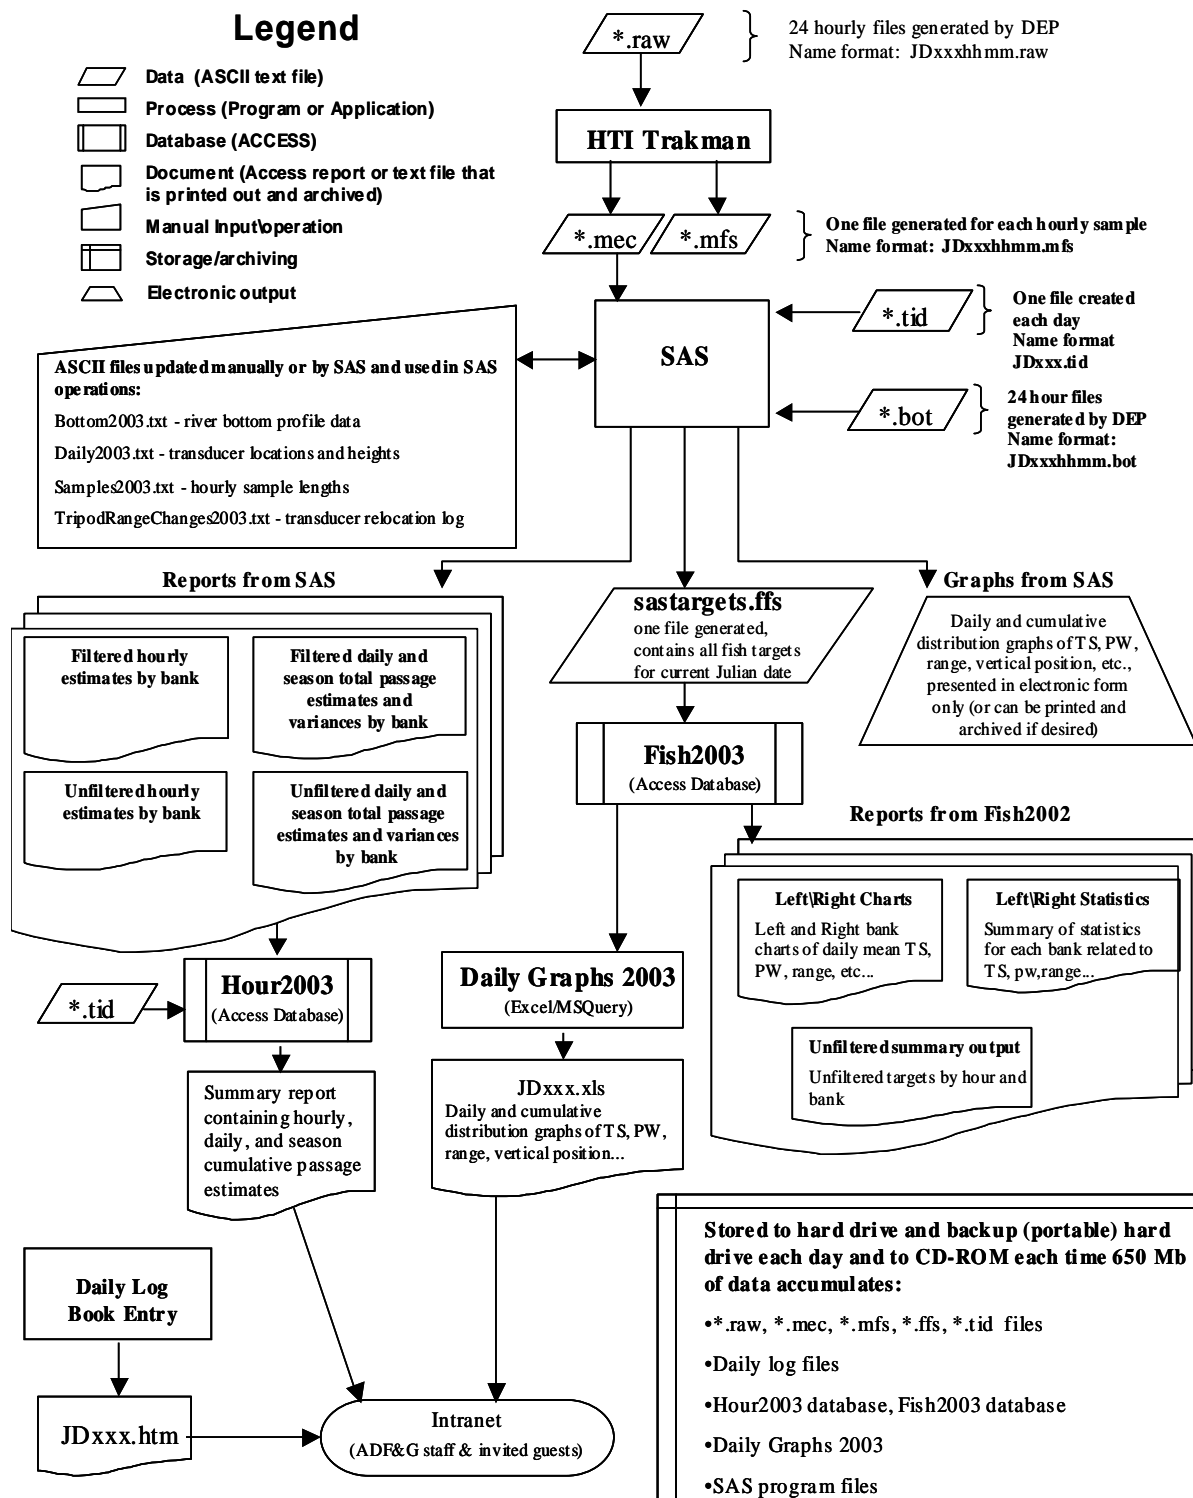 Legend
Data (ASCII text file)
Process (Program or Application)
Database (ACCESS)
Document (Access report or text file that
is printed out and archived)
Manual Input\operation
Storage/archiving
Electronic output
*.raw
24 hourly files generated by DEP
Name format: JDxxxhhmm.raw
HTI Trakman
*.mec
*.mfs
One file generated for each hourly sample
Name format: JDxxxhhmm.mfs
SAS
*.tid
One file created
each day
Name format
JDxxx.tid
*.bot
24 hour files
generated by DEP
Name format:
JDxxxhhmm.bot
ASCII files updated manually or by SAS and used in SAS
operations:
Bottom2003.txt - river bottom profile data
Daily2003.txt - transducer locations and heights
Samples2003.txt - hourly sample lengths
TripodRangeChanges2003.txt - transducer relocation log
Reports from SAS
Filtered hourly
estimates by bank
Filtered daily and
season total passage
estimates and
variances by bank
Unfiltered hourly
estimates by bank
Unfiltered daily and
season total passage
estimates and variances
by bank
sastargets.ffs
one file generated,
contains all fish targets
for current Julian date
Graphs from SAS
Daily and cumulative
distribution graphs of TS, PW,
range, vertical position, etc.,
presented in electronic form
only (or can be printed and
archived if desired)
Fish2003
(Access Database)
Reports from Fish2002
Left\Right Charts
Left and Right bank
charts of daily mean TS,
PW, range, etc...
Left\Right Statistics
Summary of statistics
for each bank related to
TS, pw,range...
Unfiltered summary output
Unfiltered targets by hour and
bank
*.tid
Hour2003
(Access Database)
Daily Graphs 2003
(Excel/MSQuery)
Summary report
containing hourly,
daily, and season
cumulative passage
estimates
JDxxx.xls
Daily and cumulative
distribution graphs of TS, PW,
range, vertical position...
Daily Log
Book Entry
JDxxx.htm
Intranet
(ADF&G staff & invited guests)
Stored to hard drive and backup (portable) hard
drive each day and to CD-ROM each time 650 Mb
of data accumulates:
•*.raw, *.mec, *.mfs, *.ffs, *.tid files
•Daily log files
•Hour2003 database, Fish2003 database
•Daily Graphs 2003
•SAS program files